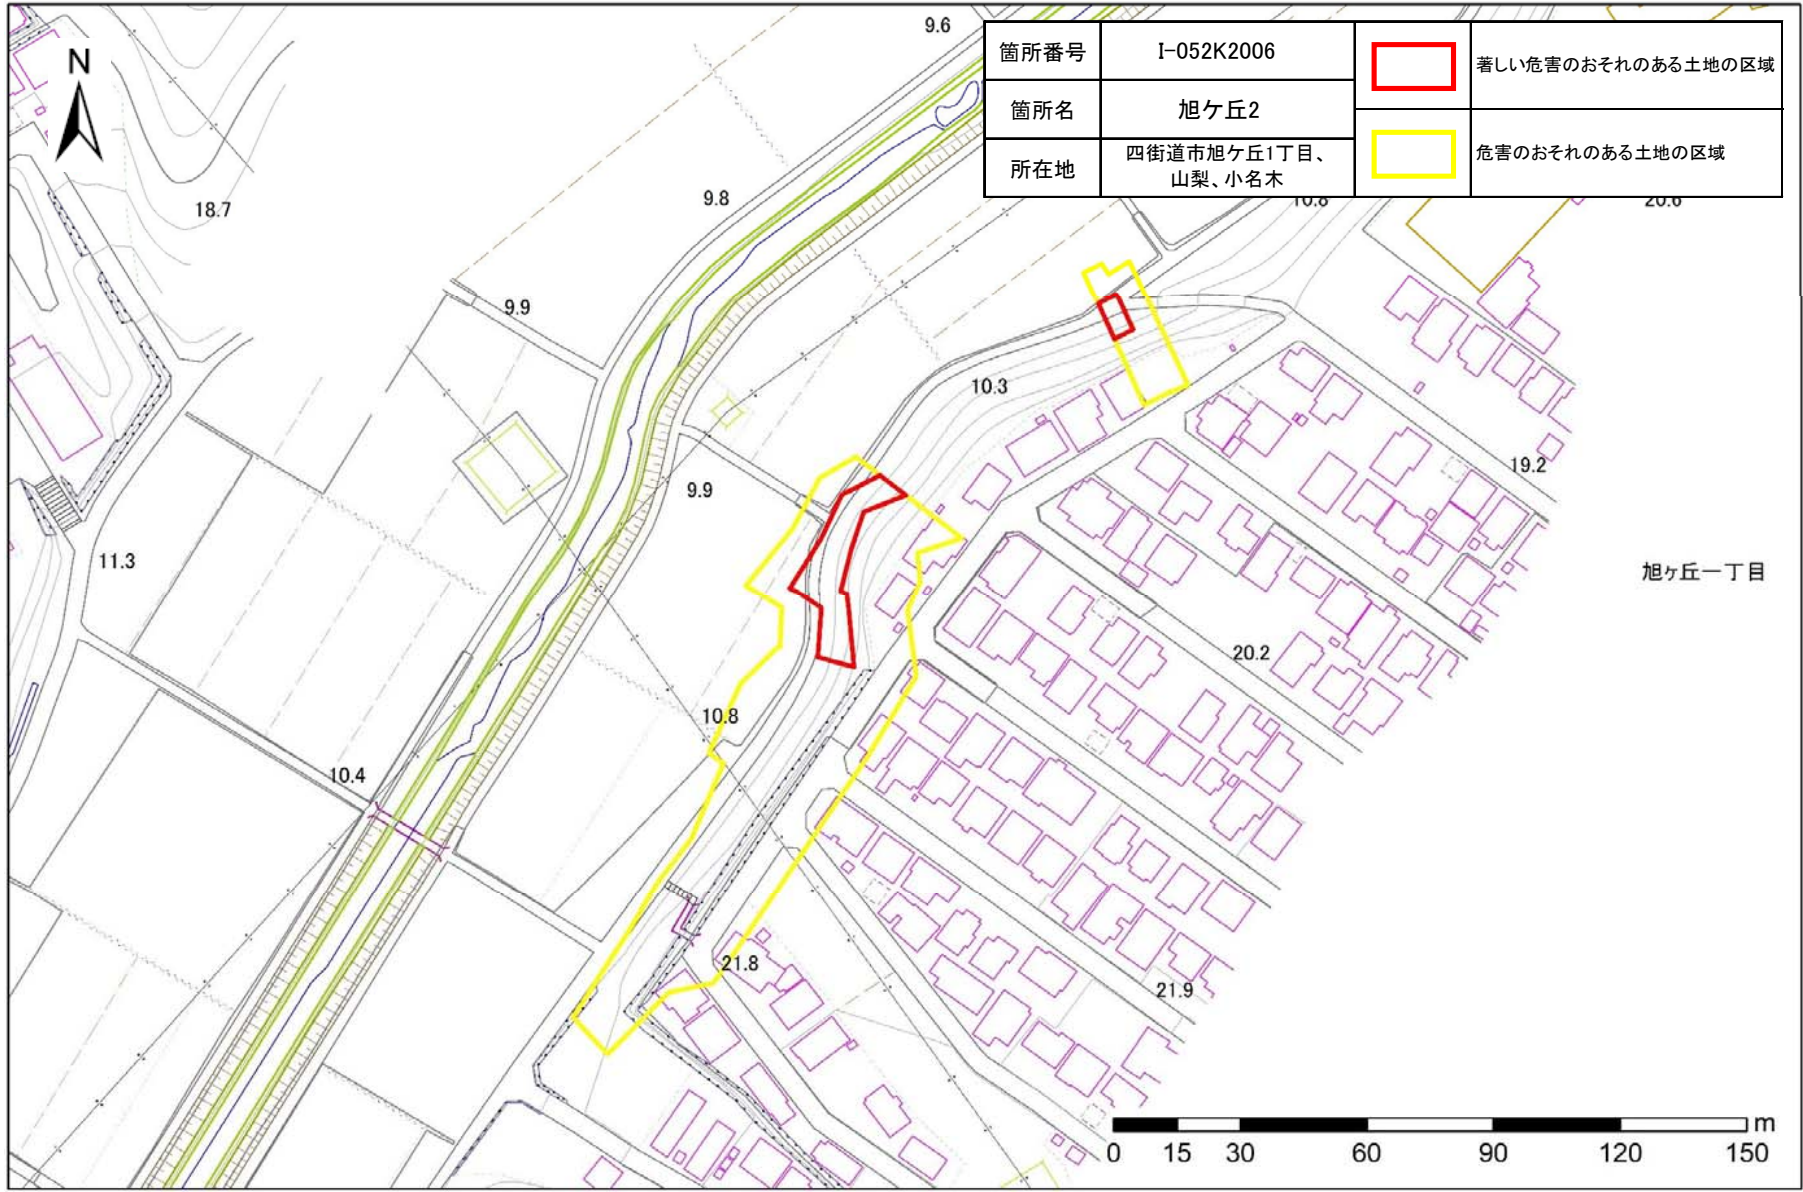 N
9.6
箇所番号
I-052K2006
著しい危害のおそれのある土地の区域
箇所名
旭ケ丘2
危害のおそれのある土地の区域
所在地
四街道市旭ケ丘1丁目、
山梨、小名木
18.7
9.8
10.8
20.6
9.9
10.3
19.2
9.9
11.3
旭ヶ丘一丁目
20.2
10.8
10.4
21.8
21.9
m
0 15 30 60 90 120 150